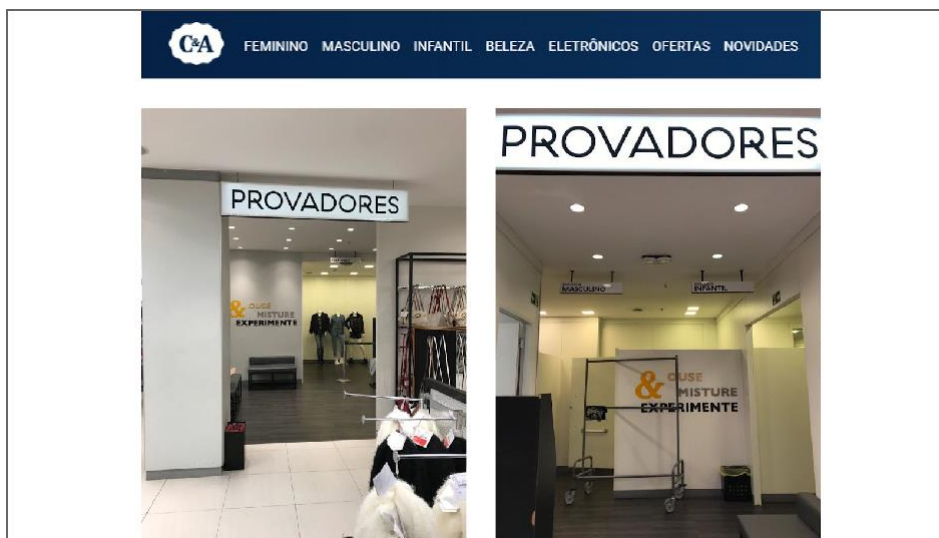 C&A
FEMININO MASCULINO INFANTIL BELEZA ELETRÔNICOS OFERTAS NOVIDADES
PROVADORES
& OUSE
MISTURE
EXPERIMENTE
PROVADORES
MASCULINO
INFANTIL
& OUSE
MISTURE
EXPERIMENTE